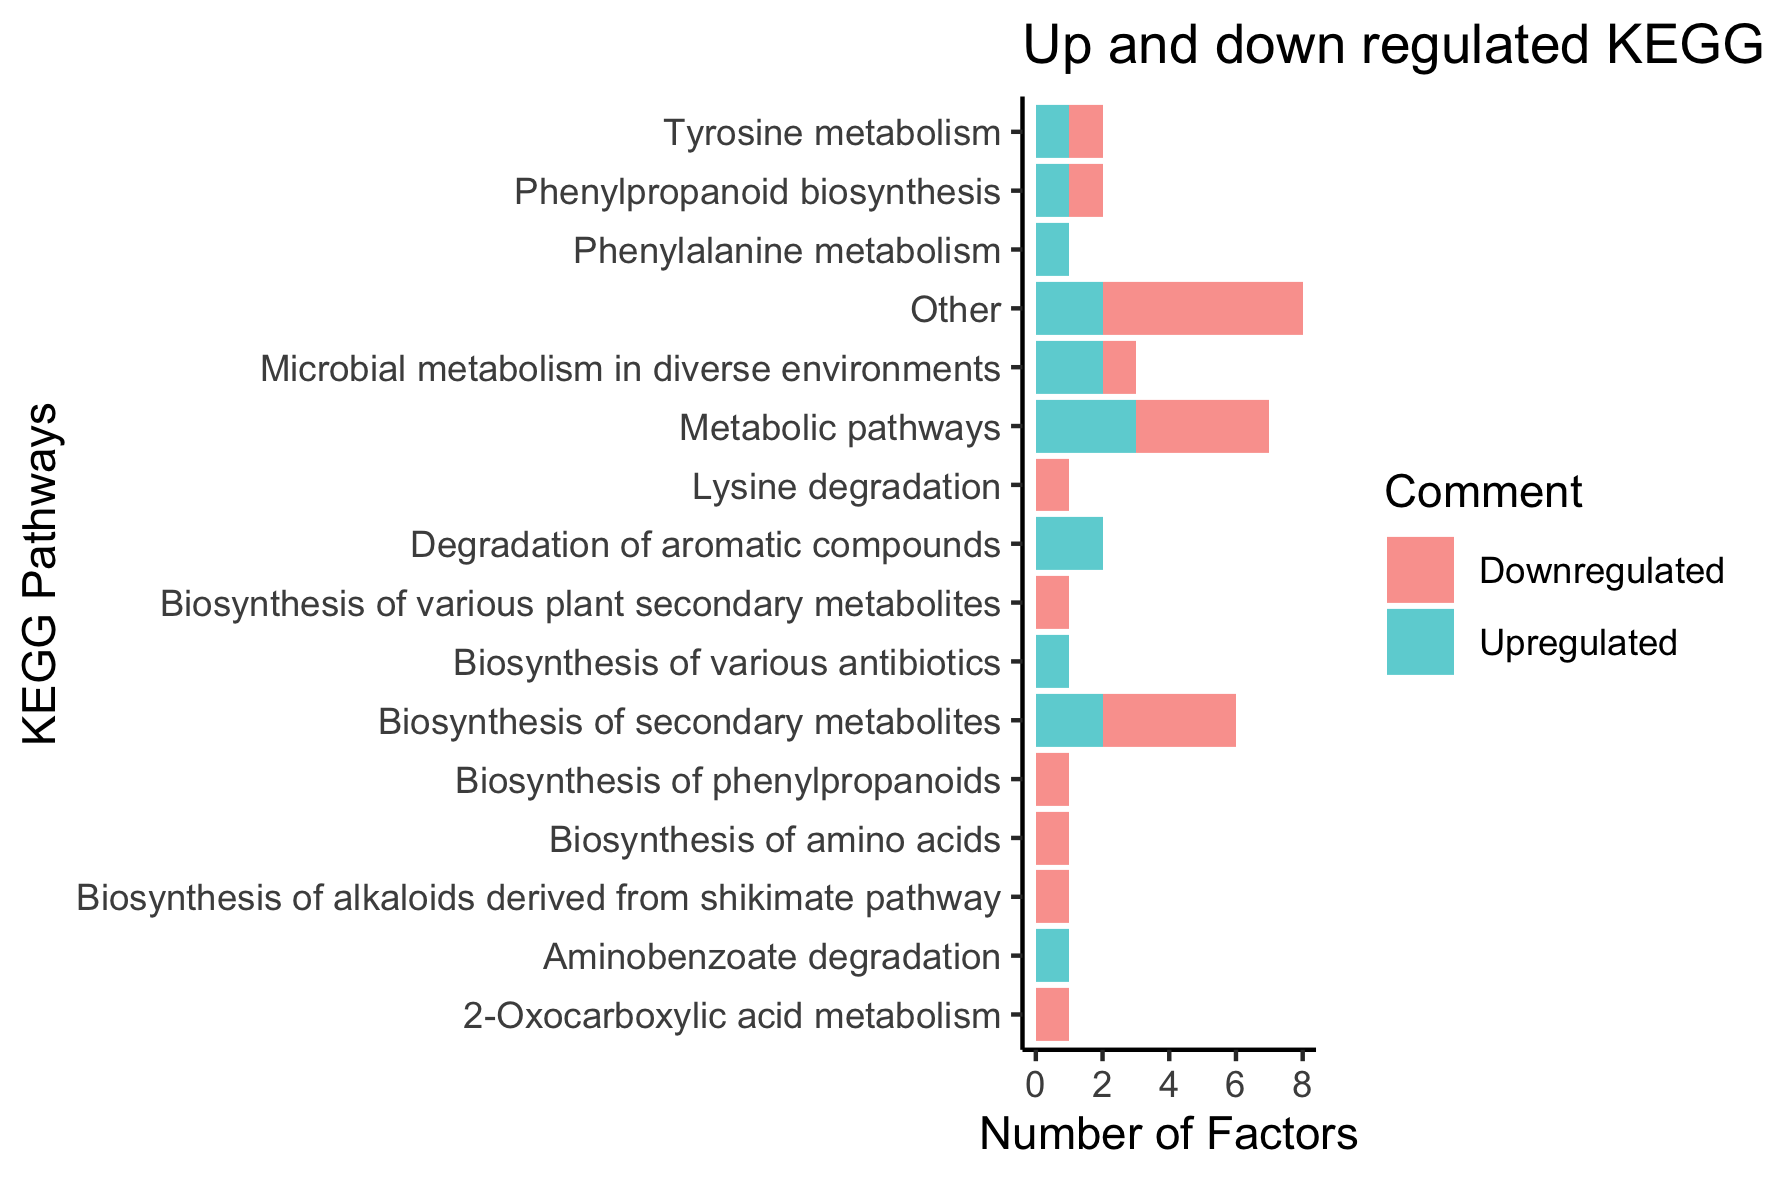 Up and down regulated KEGG
Tyrosine metabolism
Phenylpropanoid biosynthesis
Phenylalanine metabolism
Other
Microbial metabolism in diverse environments
Metabolic pathways
Lysine degradation
Degradation of aromatic compounds
Biosynthesis of various plant secondary metabolites
Biosynthesis of various antibiotics
Biosynthesis of secondary metabolites
Biosynthesis of phenylpropanoids
Biosynthesis of amino acids
Biosynthesis of alkaloids derived from shikimate pathway
Aminobenzoate degradation
2-Oxocarboxylic acid metabolism
KEGG Pathways
0 2 4 6 8
Number of Factors
Comment
Downregulated
Upregulated